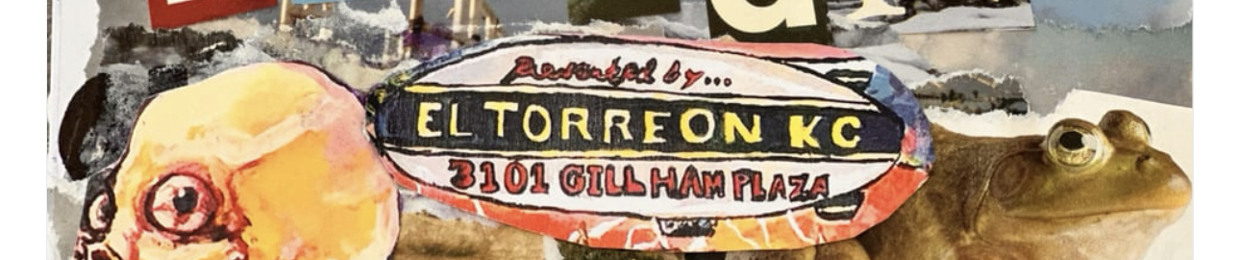 Presented by...
EL TORREON KC
3101 GILLHAM PLAZA